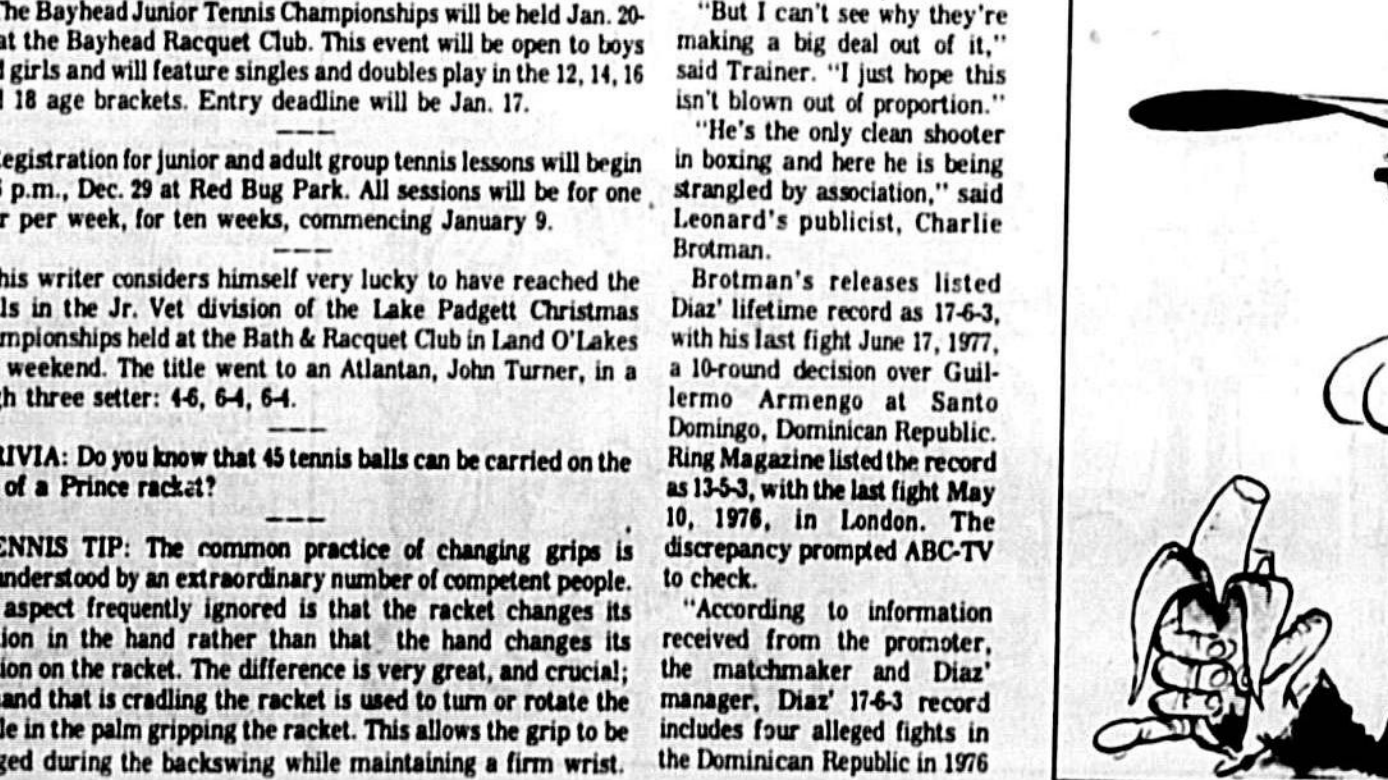 The Bayhead Junior Tennis Championships will be held Jan. 20-
at the Bayhead Racquet Club. This event will be open to boys
girls and will feature singles and doubles play in the 12, 14, 16
18 age brackets. Entry deadline will be Jan. 17.
egistration for junior and adult group tennis lessons will begin
p.m., Dec. 29 at Red Bug Park. All sessions will be for one
r per week, for ten weeks, commencing January 9.
his writer considers himself very lucky to have reached the
ls in the Jr. Vet division of the Lake Padgett Christmas
mpionships held at the Bath & Racquet Club in Land O'Lakes
weekend. The title went to an Atlantan, John Turner, in a
gh three setter: 4-6, 6-4, 6-4.
RIVIA: Do you know that 45 tennis balls can be carried on the
of a Prince racket?
ENNIS TIP: The common practice of changing grips is
understood by an extraordinary number of competent people.
aspect frequently ignored is that the racket changes its
ion in the hand rather than that the hand changes its
ion on the racket. The difference is very great, and crucial;
and that is cradling the racket is used to turn or rotate the
le in the palm gripping the racket. This allows the grip to be
ged during the backswing while maintaining a firm wrist.
"But I can't see why they're
making a big deal out of it,"
said Trainer. "I just hope this
isn't blown out of proportion."
"He's the only clean shooter
in boxing and here he is being
strangled by association," said
Leonard's publicist, Charlie
Brotman.
Brotman's releases listed
Diaz' lifetime record as 17-6-3,
with his last fight June 17, 1977,
a 10-round decision over Guil-
lermo Armengo at Santo
Domingo, Dominican Republic.
Ring Magazine listed the record
as 13-5-3, with the last fight May
10, 1976, in London. The
discrepancy prompted ABC-TV
to check.
"According to information
received from the promoter,
the matchmaker and Diaz'
manager, Diaz' 17-6-3 record
includes four alleged fights in
the Dominican Republic in 1976